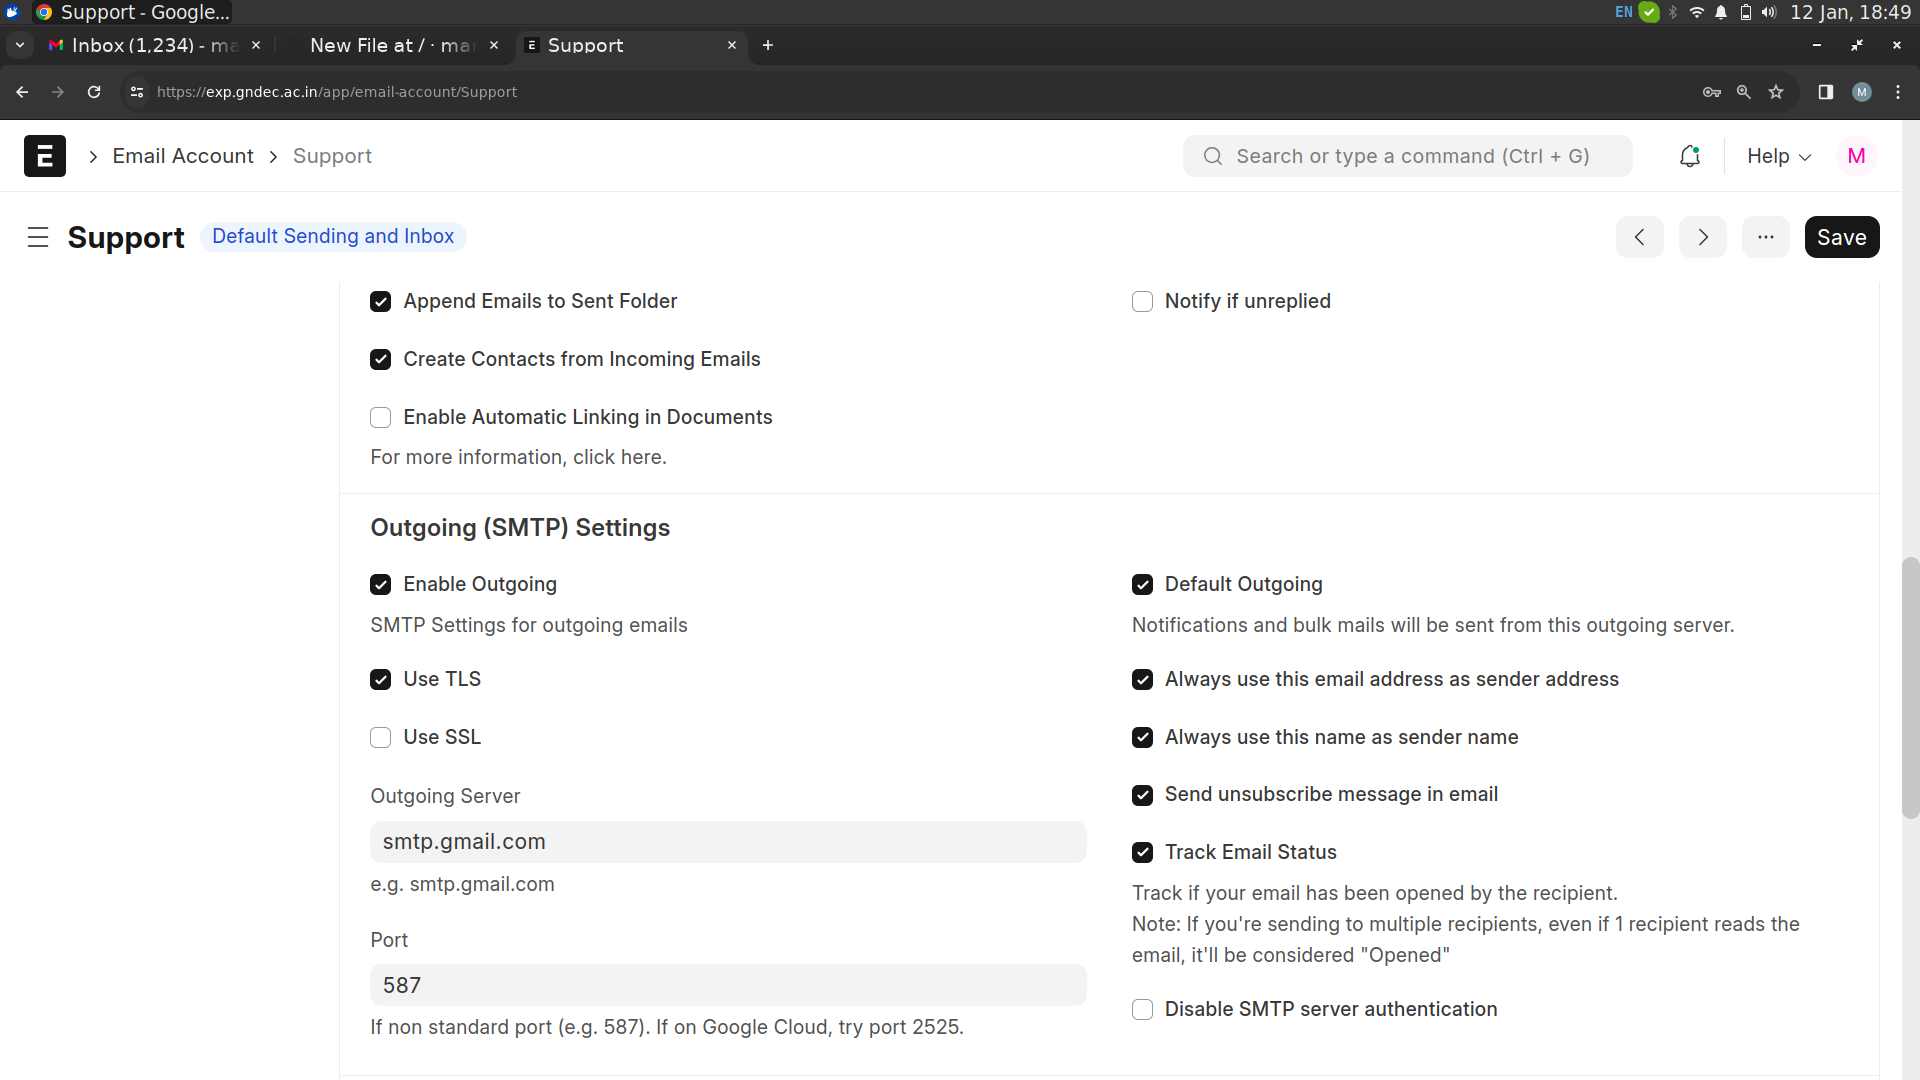 Support - Google...
EN
12 Jan, 18:49
Inbox (1,234) - ma
New File at / · mar
E Support
https://exp.gndec.ac.in/app/email-account/Support
M
E
Email Account
Support
Search or type a command (Ctrl + G)
Help
M
Support
Default Sending and Inbox
...
Save
Append Emails to Sent Folder
Notify if unreplied
Create Contacts from Incoming Emails
Enable Automatic Linking in Documents
For more information, click here.
Outgoing (SMTP) Settings
Enable Outgoing
Default Outgoing
SMTP Settings for outgoing emails
Notifications and bulk mails will be sent from this outgoing server.
Use TLS
Always use this email address as sender address
Use SSL
Always use this name as sender name
Outgoing Server
Send unsubscribe message in email
smtp.gmail.com
Track Email Status
e.g. smtp.gmail.com
Track if your email has been opened by the recipient.
Note: If you're sending to multiple recipients, even if 1 recipient reads the
email, it'll be considered "Opened"
Port
587
Disable SMTP server authentication
If non standard port (e.g. 587). If on Google Cloud, try port 2525.